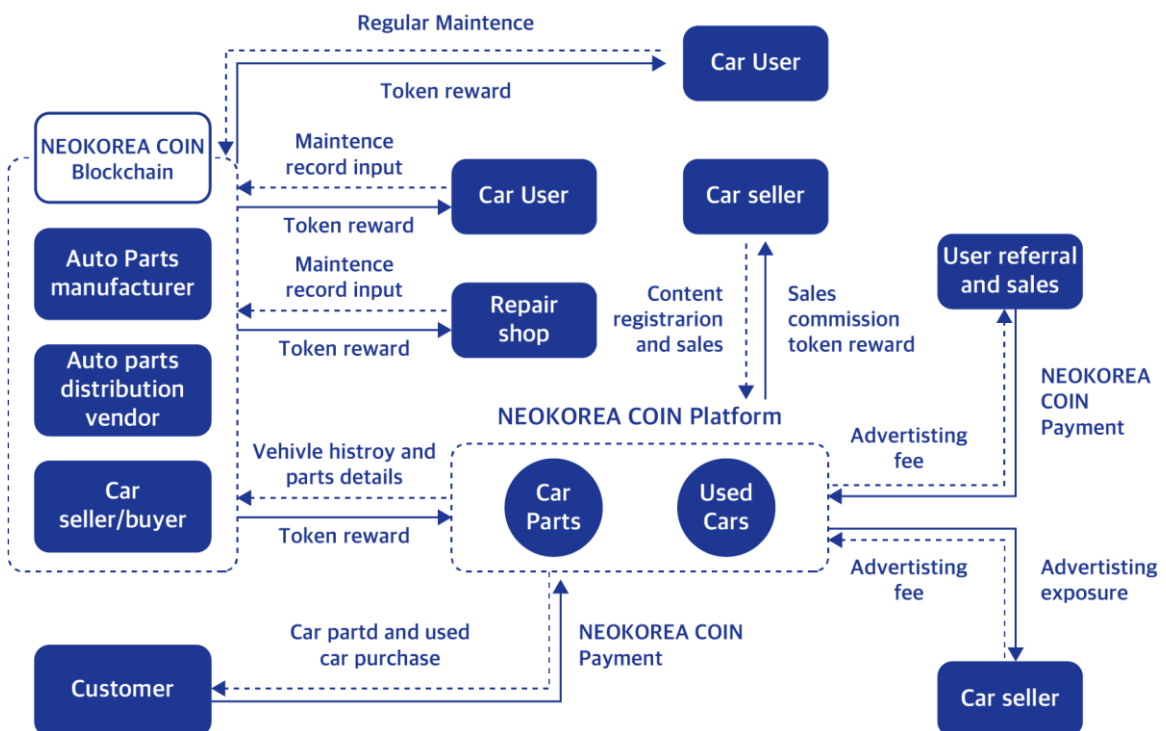 Regular Maintence
Car User
Token reward
NEOKOREA COIN
Blockchain
Maintence
record input
Car User
Token reward
Car seller
Auto Parts
manufacturer
Maintence
record input
Repair
shop
Token reward
Content
registrarion
and sales
Sales
commission
token reward
User referral
and sales
Auto parts
distribution
vendor
NEOKOREA
COIN
Payment
NEOKOREA COIN Platform
Advertisting
fee
Vehivle histroy and
parts details
Car
Parts
Used
Cars
Car
seller/buyer
Token reward
Advertisting
fee
Advertisting
exposure
Car partd and used
car purchase
NEOKOREA COIN
Payment
Customer
Car seller